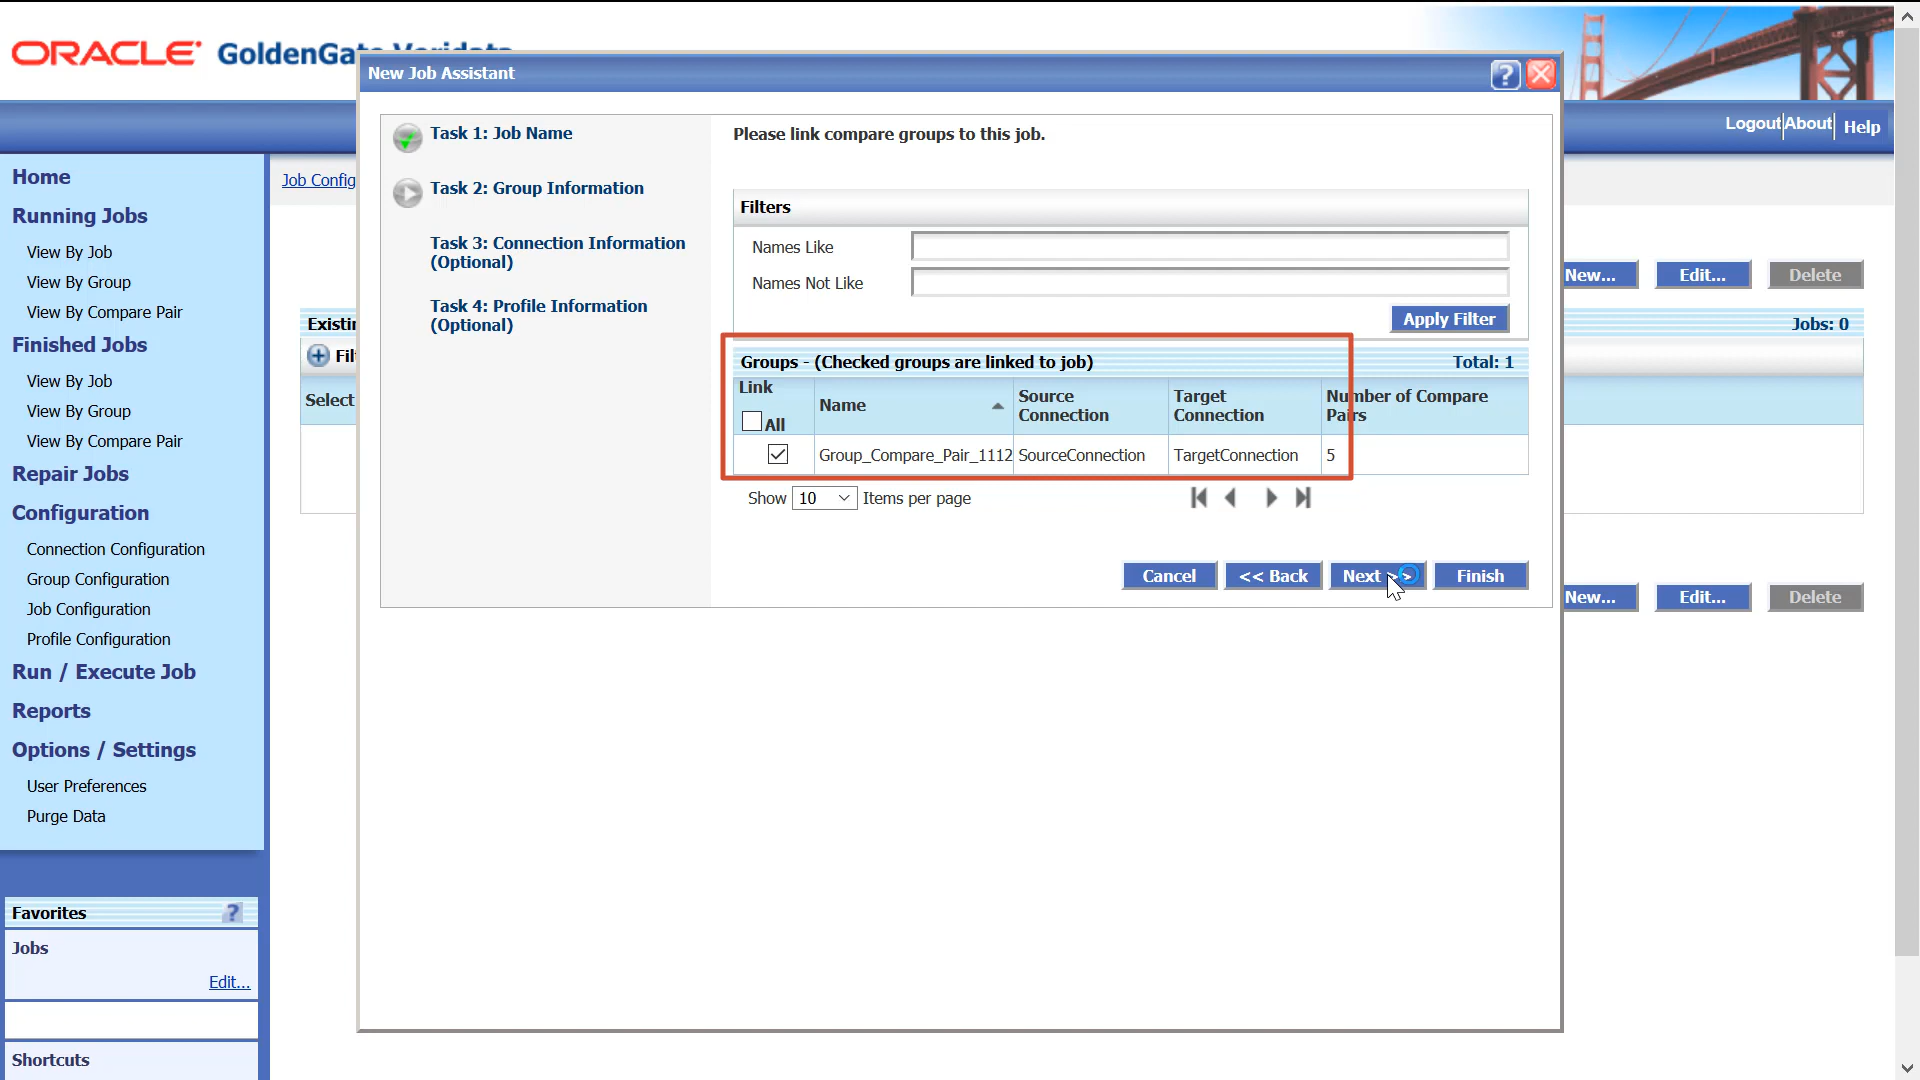 ORACLE GoldenGate Veridata
New Job Assistant
?
Logout About Help
Home
Running Jobs
View By Job
View By Group
View By Compare Pair
Finished Jobs
View By Job
View By Group
View By Compare Pair
Repair Jobs
Configuration
Connection Configuration
Group Configuration
Job Configuration
Profile Configuration
Run / Execute Job
Reports
Options / Settings
User Preferences
Purge Data
Favorites ?
Jobs
Edit...
Shortcuts
Job Config
Existin
Fil
Select
Task 1: Job Name
Task 2: Group Information
Task 3: Connection Information
(Optional)
Task 4: Profile Information
(Optional)
Please link compare groups to this job.
Filters
Names Like
Names Not Like
Apply Filter
Groups - (Checked groups are linked to job) Total: 1
Link
All
Name
Source
Connection
Target
Connection
Number of Compare
Pairs
Group_Compare_Pair_1112 SourceConnection TargetConnection 5
Show 10 Items per page
Cancel << Back Next >> Finish
New... Edit... Delete
Jobs: 0
New... Edit... Delete